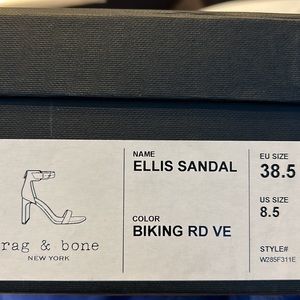 NAME
ELLIS SANDAL
EU SIZE
38.5
US SIZE
8.5
COLOR
BIKING RD VE
STYLE#
W285F311E
rag & bone
NEW YORK